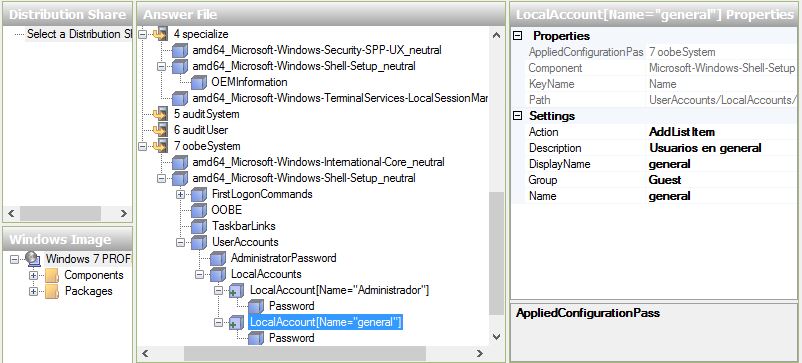 Distribution Share
Select a Distribution Sh
Windows Image
Windows 7 PROF
Components
Packages
Answer File
4 specialize
amd64_Microsoft-Windows-Security-SPP-UX_neutral
amd64_Microsoft-Windows-Shell-Setup_neutral
OEMInformation
amd64_Microsoft-Windows-TerminalServices-LocalSessionMan
5 auditSystem
6 auditUser
7 oobeSystem
amd64_Microsoft-Windows-International-Core_neutral
amd64_Microsoft-Windows-Shell-Setup_neutral
FirstLogonCommands
OOBE
TaskbarLinks
UserAccounts
AdministratorPassword
LocalAccounts
LocalAccount[Name="Administrador"]
Password
LocalAccount[Name="general"]
Password
LocalAccount[Name="general"] Properties
Properties
AppliedConfigurationPas 7 oobeSystem
Component Microsoft-Windows-Shell-Setup
KeyName Name
Path UserAccounts/LocalAccounts/
Settings
Action AddListItem
Description Usuarios en general
DisplayName general
Group Guest
Name general
AppliedConfigurationPass